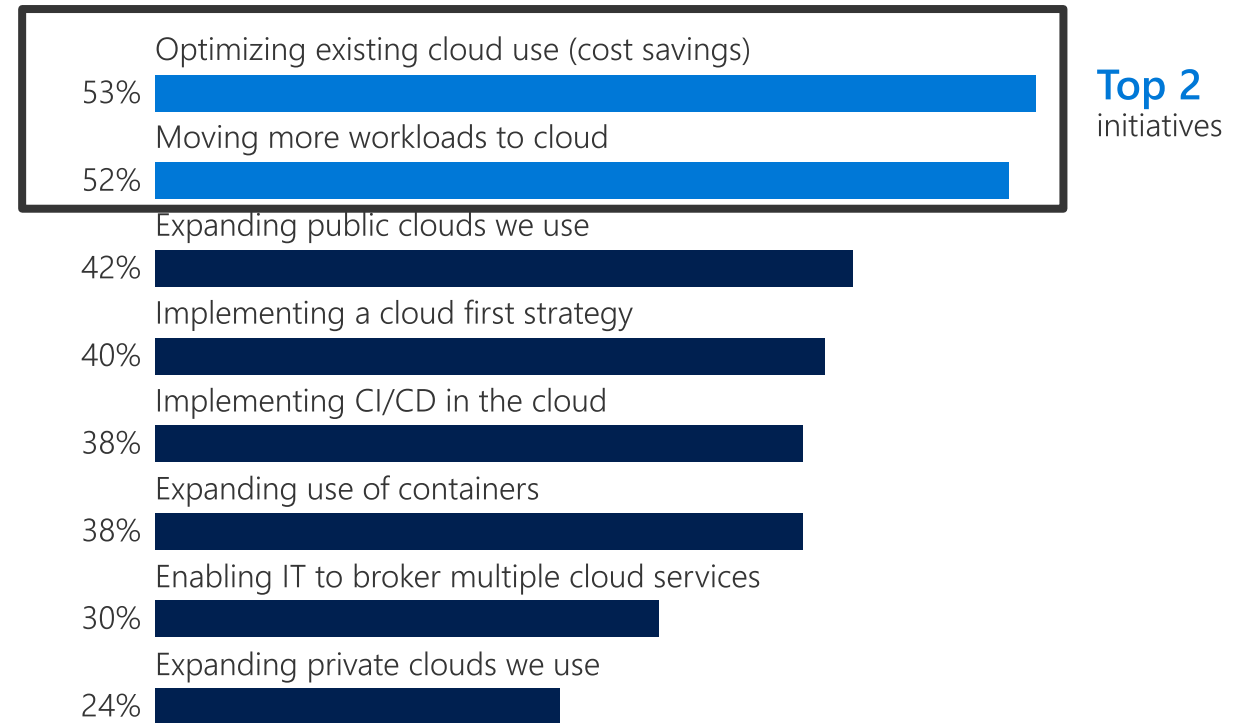 Optimizing existing cloud use (cost savings)
53%
Moving more workloads to cloud
52%
Top 2
initiatives
Expanding public clouds we use
42%
Implementing a cloud first strategy
40%
Implementing CI/CD in the cloud
38%
Expanding use of containers
38%
Enabling IT to broker multiple cloud services
30%
Expanding private clouds we use
24%